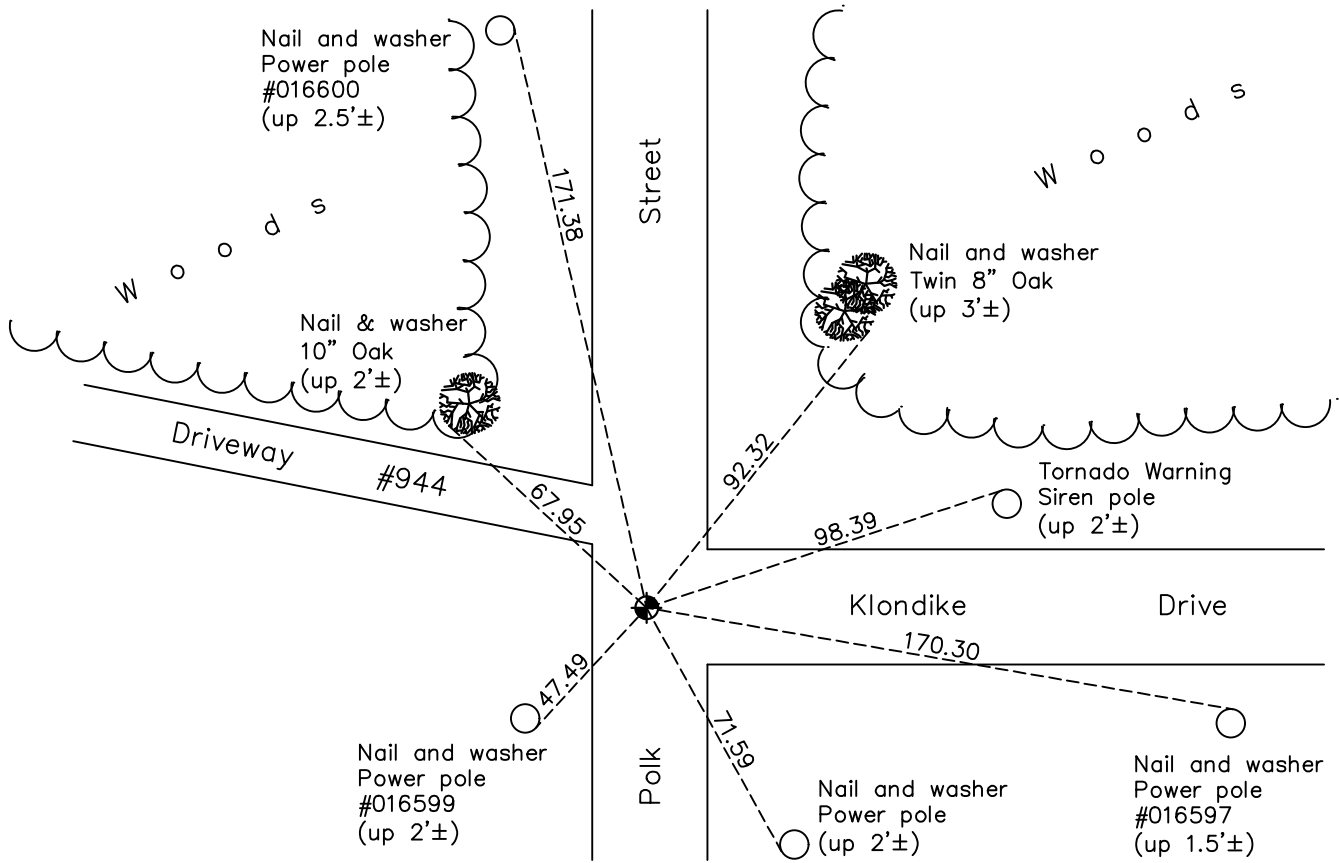 Nail and washer
Power pole
#016600
(up 2.5'±)
171.38
Street
W o o d s
W o o d s
Nail and washer
Twin 8" Oak
(up 3'±)
Nail & washer
10" Oak
(up 2'±)
Driveway #944
67.95
92.32
98.39
Tornado Warning
Siren pole
(up 2'±)
Klondike Drive
170.30
47.49
71.59
Polk
Nail and washer
Power pole
#016599
(up 2'±)
Nail and washer
Power pole
(up 2'±)
Nail and washer
Power pole
#016597
(up 1.5'±)